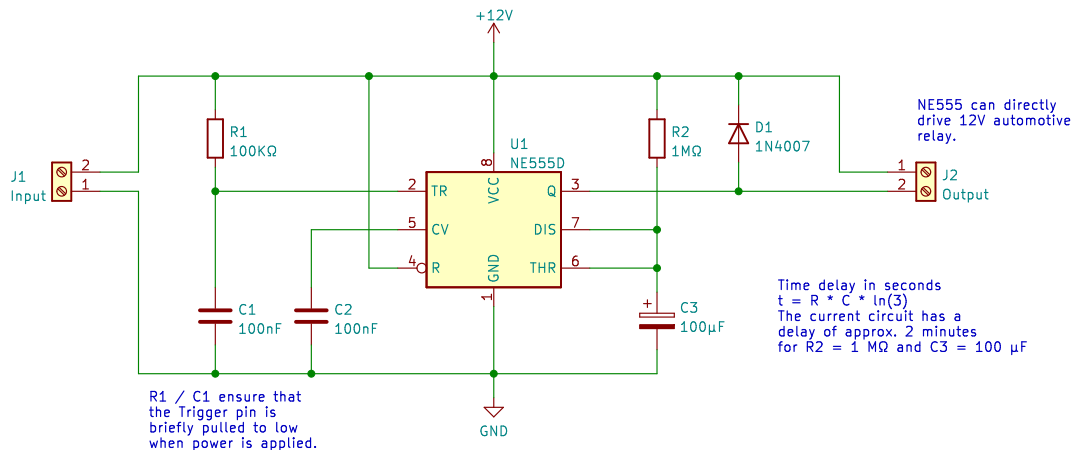 +12V
NE555 can directly
drive 12V automotive
relay.
R1
100KΩ
R2
1MΩ
D1
1N4007
U1
NE555D
J1
Input
2
1
8
VCC
2
TR
Q
3
5
CV
DIS
7
4
R
THR
6
GND
1
1
2
J2
Output
C1
100nF
C2
100nF
+
C3
100µF
Time delay in seconds
t = R * C * ln(3)
The current circuit has a
delay of approx. 2 minutes
for R2 = 1 MΩ and C3 = 100 µF
R1 / C1 ensure that
the Trigger pin is
briefly pulled to low
when power is applied.
GND